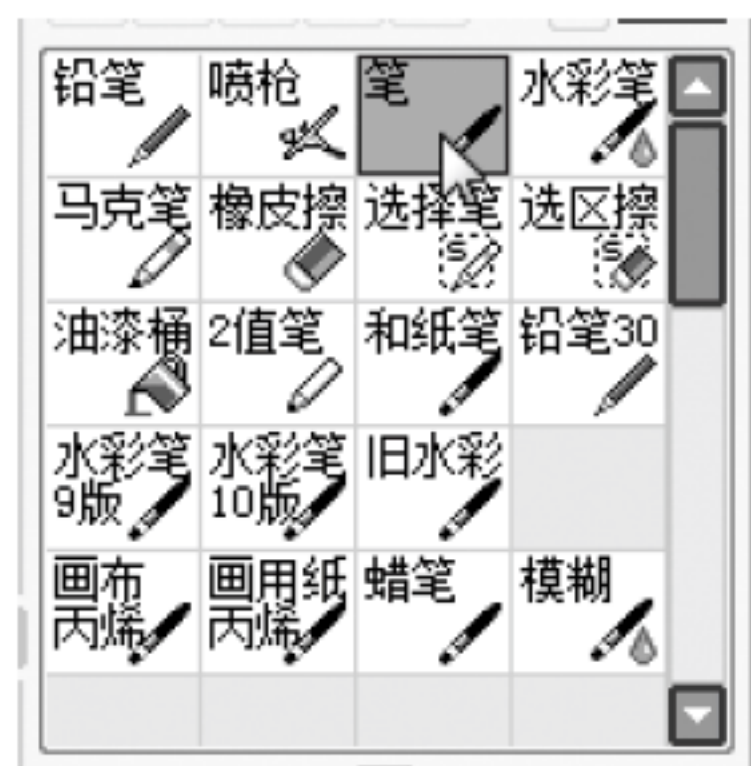 铅笔
喷枪
笔
水彩笔
马克笔
橡皮擦
选择笔
选区擦
油漆桶
2值笔
和纸笔
铅笔30
水彩笔
9版
水彩笔
10版
旧水彩
画布
丙烯
画用纸
丙烯
蜡笔
模糊